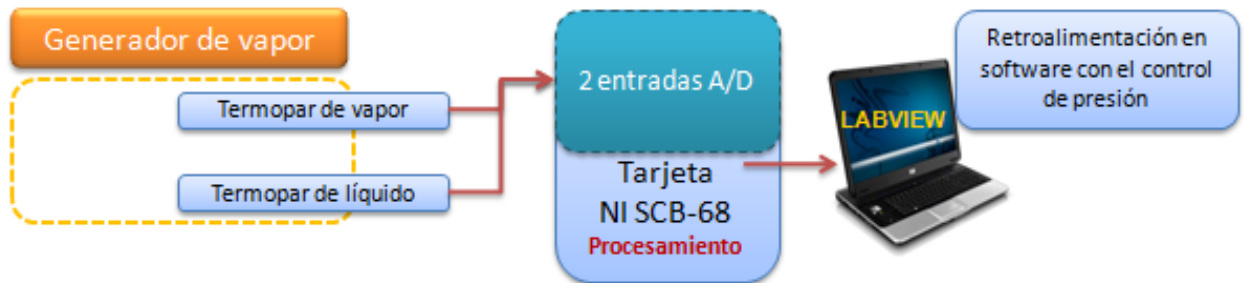 Generador de vapor
Termopar de vapor
Termopar de líquido
2 entradas A/D
Tarjeta
NI SCB-68
Procesamiento
LABVIEW
Retroalimentación en
software con el control
de presión